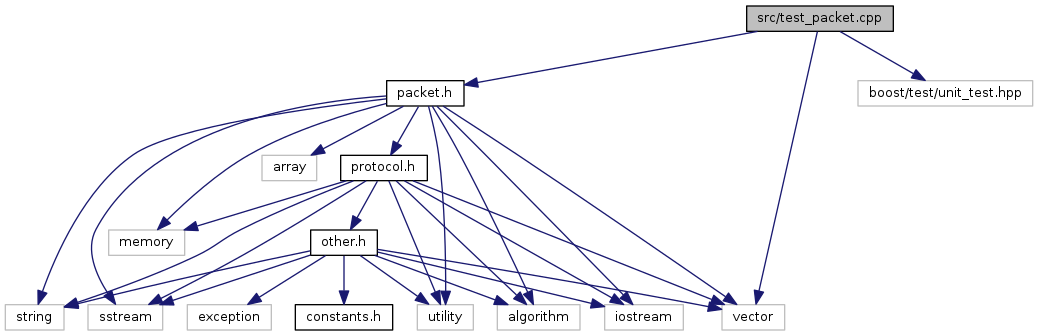 src/test_packet.cpp
packet.h
boost/test/unit_test.hpp
array
protocol.h
memory
other.h
string
sstream
exception
constants.h
utility
algorithm
iostream
vector